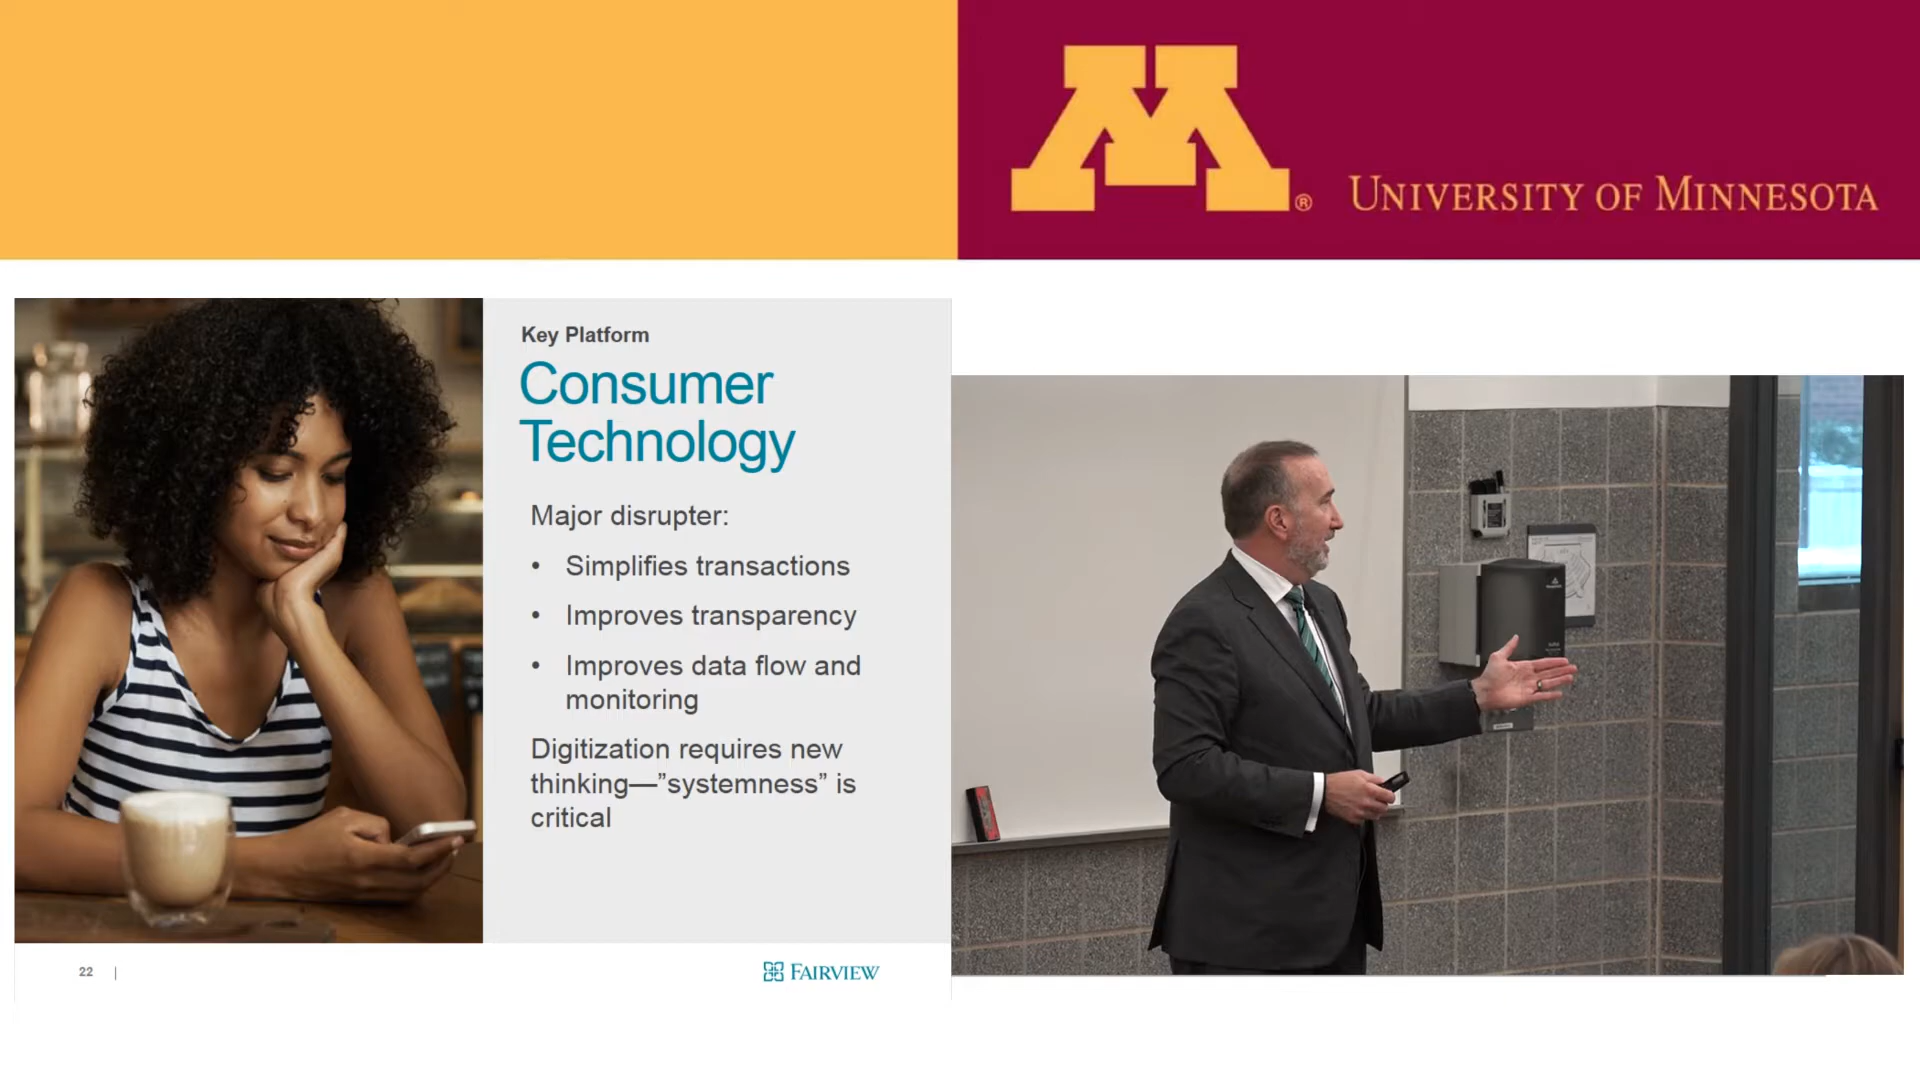 M®
UNIVERSITY OF MINNESOTA
Key Platform
Consumer
Technology
Major disrupter:
• Simplifies transactions
• Improves transparency
• Improves data flow and
monitoring
Digitization requires new
thinking—”systemness” is
critical
22 |
FAIRVIEW